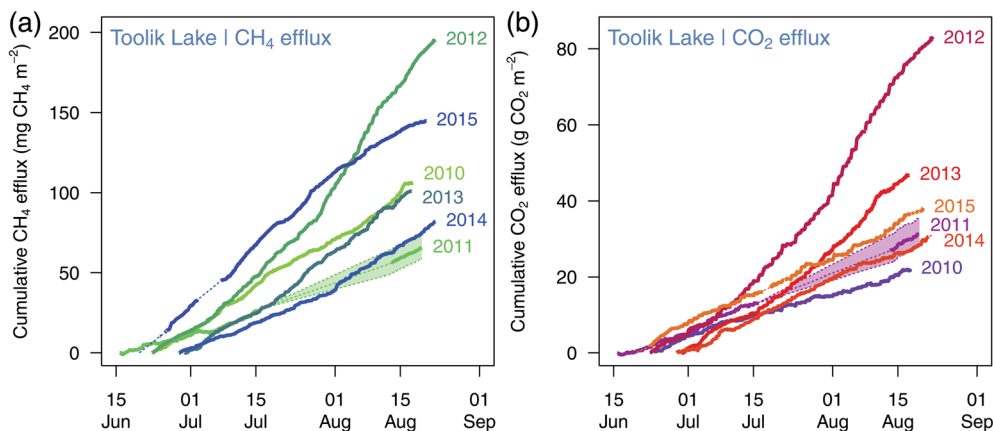 (a)
Toolik Lake | CH4 efflux
Cumulative CH4 efflux (mg CH4 m−2)
200
150
100
50
0
2012
2015
2010
2013
2014
2011
15 Jun
01 Jul
15 Jul
01 Aug
15 Aug
01 Sep
(b)
Toolik Lake | CO2 efflux
Cumulative CO2 efflux (g CO2 m−2)
80
60
40
20
0
2012
2013
2015
2011
2014
2010
15 Jun
01 Jul
15 Jul
01 Aug
15 Aug
01 Sep